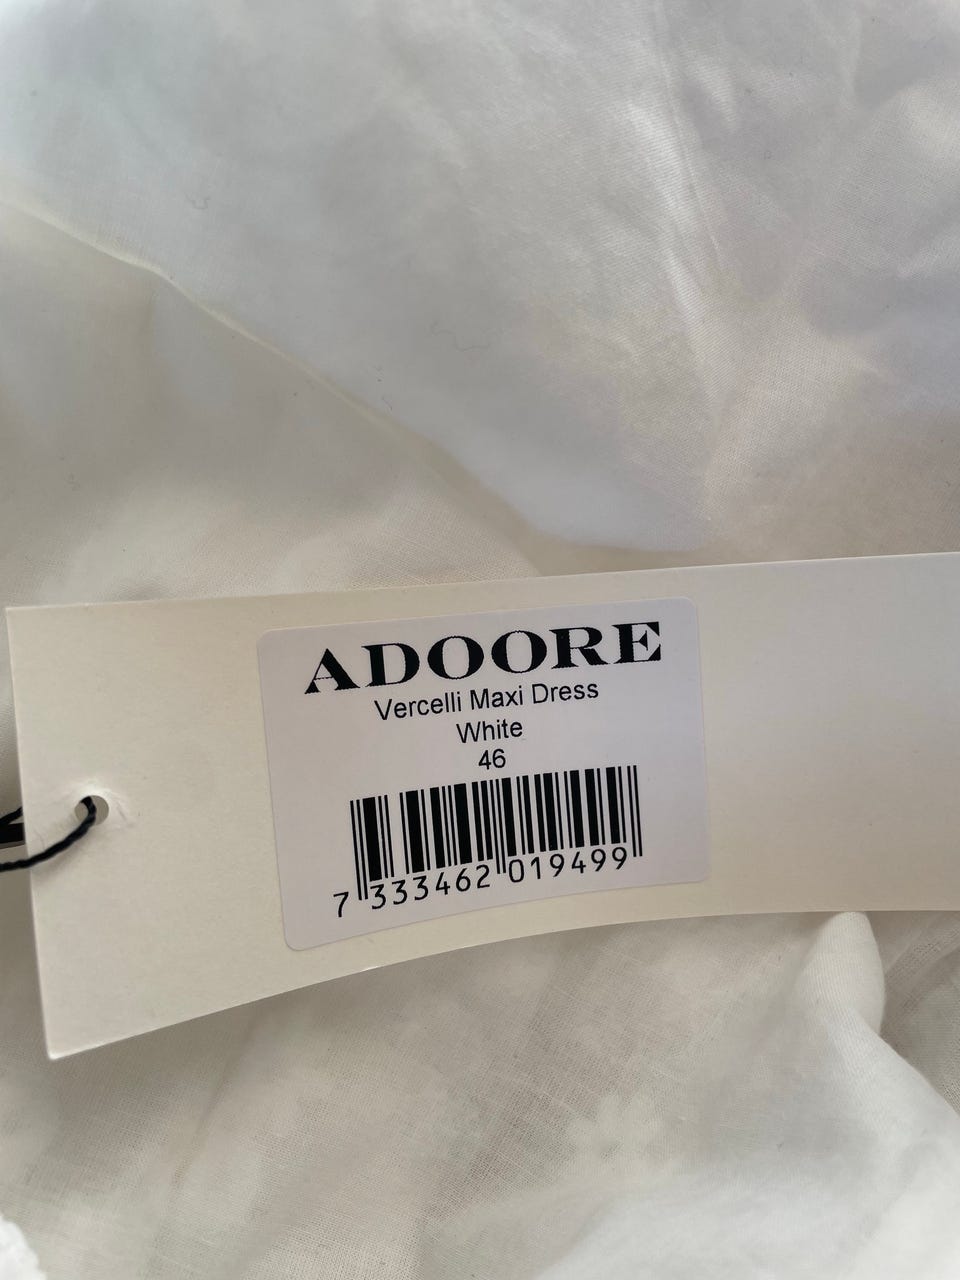 ADOORE
Vercelli Maxi Dress
White
46
7 333462 019499